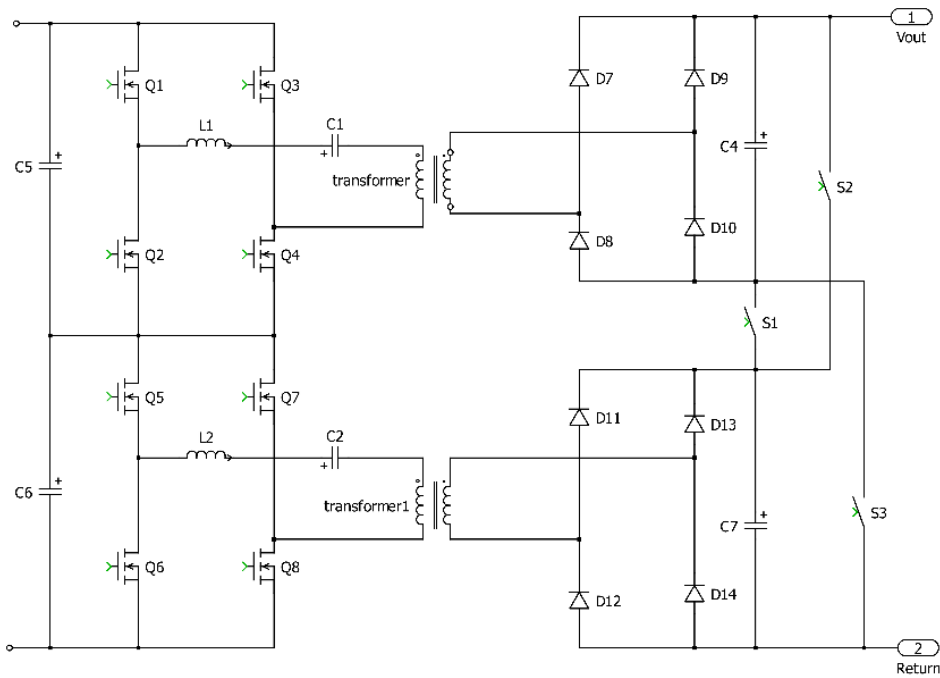 1
Vout
Q1
Q3
D7
D9
L1
C1
C4
C5
+
+
+
transformer
S2
Q2
Q4
D8
D10
S1
Q5
Q7
D11
D13
L2
C2
C6
+
+
+
transformer1
C7
S3
Q6
Q8
D12
D14
2
Return